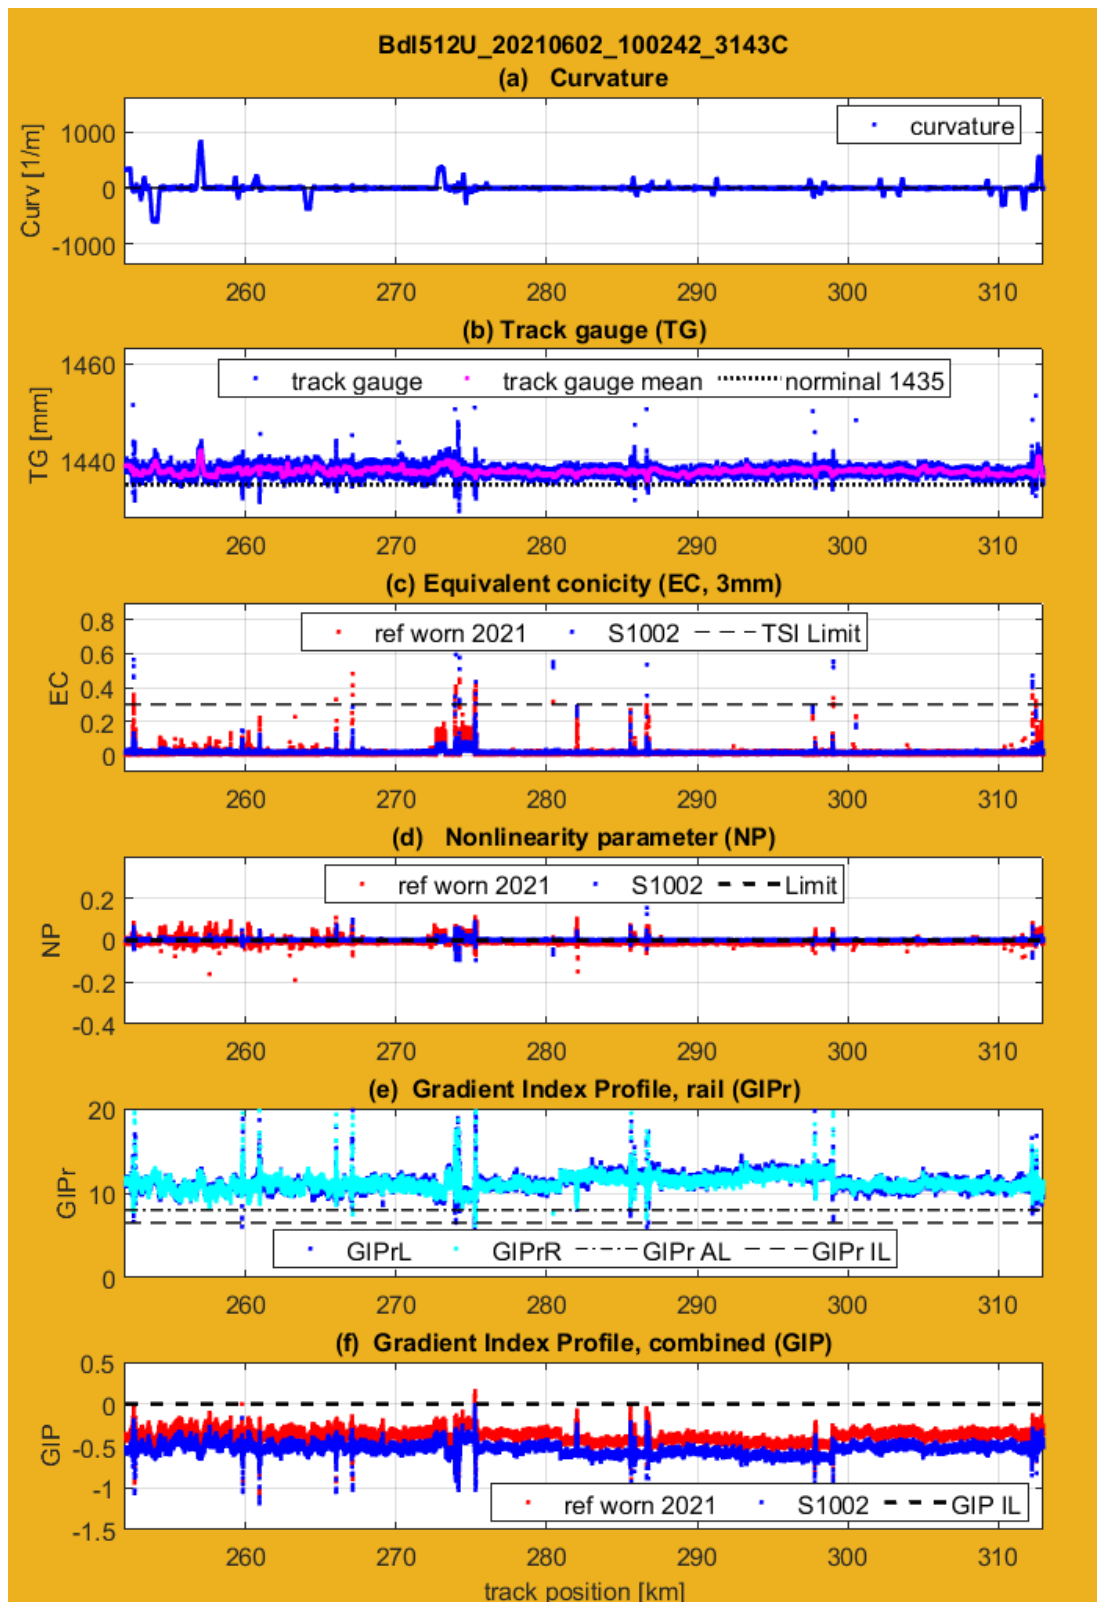 Bdl512U_20210602_100242_3143C
(a) Curvature
curvature
Curv [1/m]
1000
0
-1000
260 270 280 290 300 310
(b) Track gauge (TG)
track gauge track gauge mean norminal 1435
TG [mm]
1460
1440
260 270 280 290 300 310
(c) Equivalent conicity (EC, 3mm)
ref worn 2021 S1002 TSI Limit
EC
0.8
0.6
0.4
0.2
0
260 270 280 290 300 310
(d) Nonlinearity parameter (NP)
ref worn 2021 S1002 Limit
NP
0.2
0
-0.2
-0.4
260 270 280 290 300 310
(e) Gradient Index Profile, rail (GIPr)
GIPr
20
10
0
GIPrL GIPrR GIPr AL GIPr IL
260 270 280 290 300 310
(f) Gradient Index Profile, combined (GIP)
GIP
0.5
0
-0.5
-1
-1.5
ref worn 2021 S1002 GIP IL
260 270 280 290 300 310
track position [km]